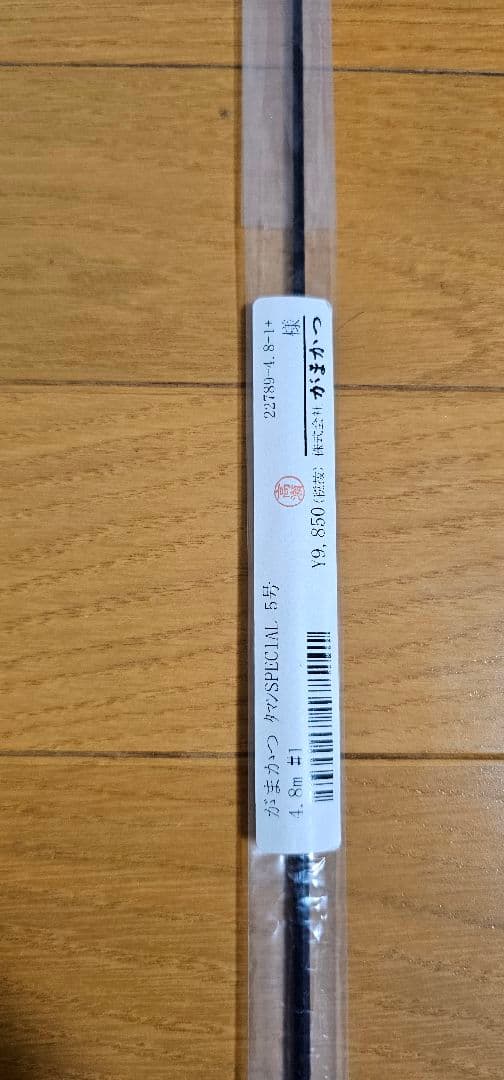 22789-4.8-1+
様
がまかつ タマンSPECIAL 5号
4.8m #1
¥9,850(税抜)
株式会社 がまかつ